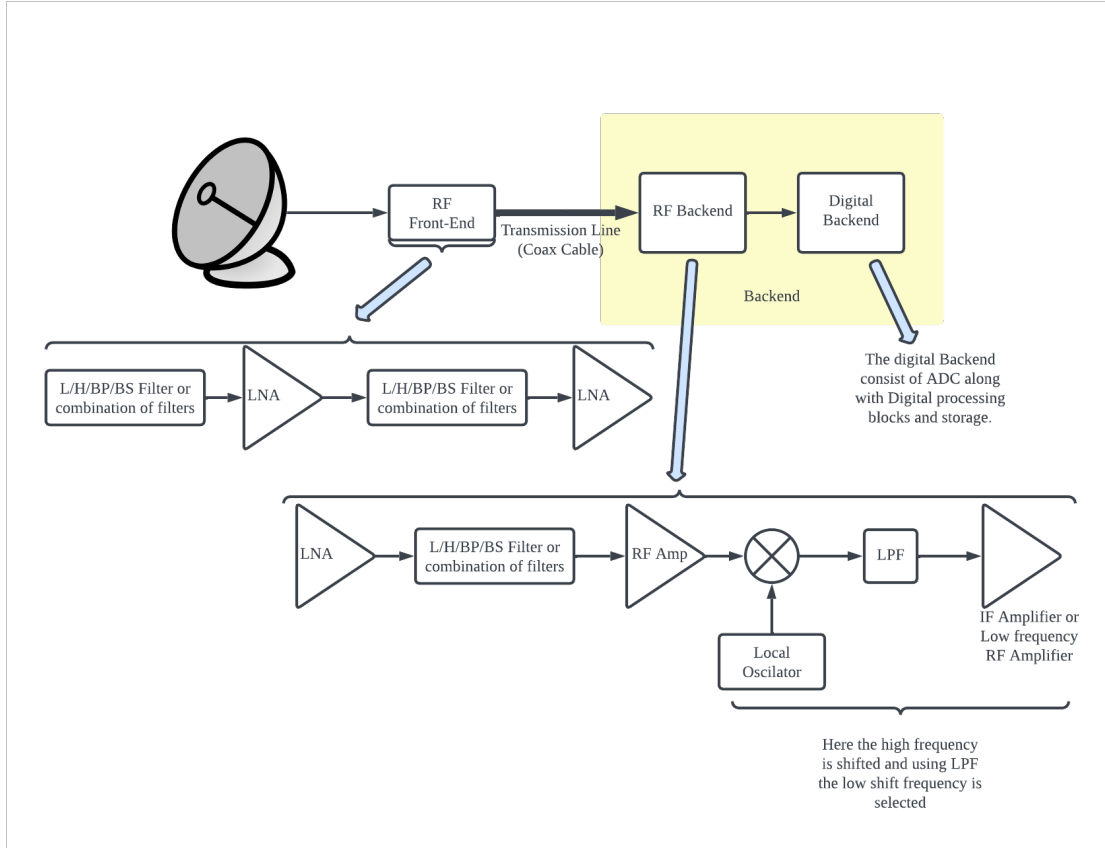 RF
Front-End
Transmission Line
(Coax Cable)
RF Backend
Digital
Backend
Backend
The digital Backend
consist of ADC along
with Digital processing
blocks and storage.
L/H/BP/BS Filter or
combination of filters
LNA
L/H/BP/BS Filter or
combination of filters
LNA
LNA
L/H/BP/BS Filter or
combination of filters
RF Amp
LPF
IF Amplifier or
Low frequency
RF Amplifier
Local
Oscilator
Here the high frequency
is shifted and using LPF
the low shift frequency is
selected